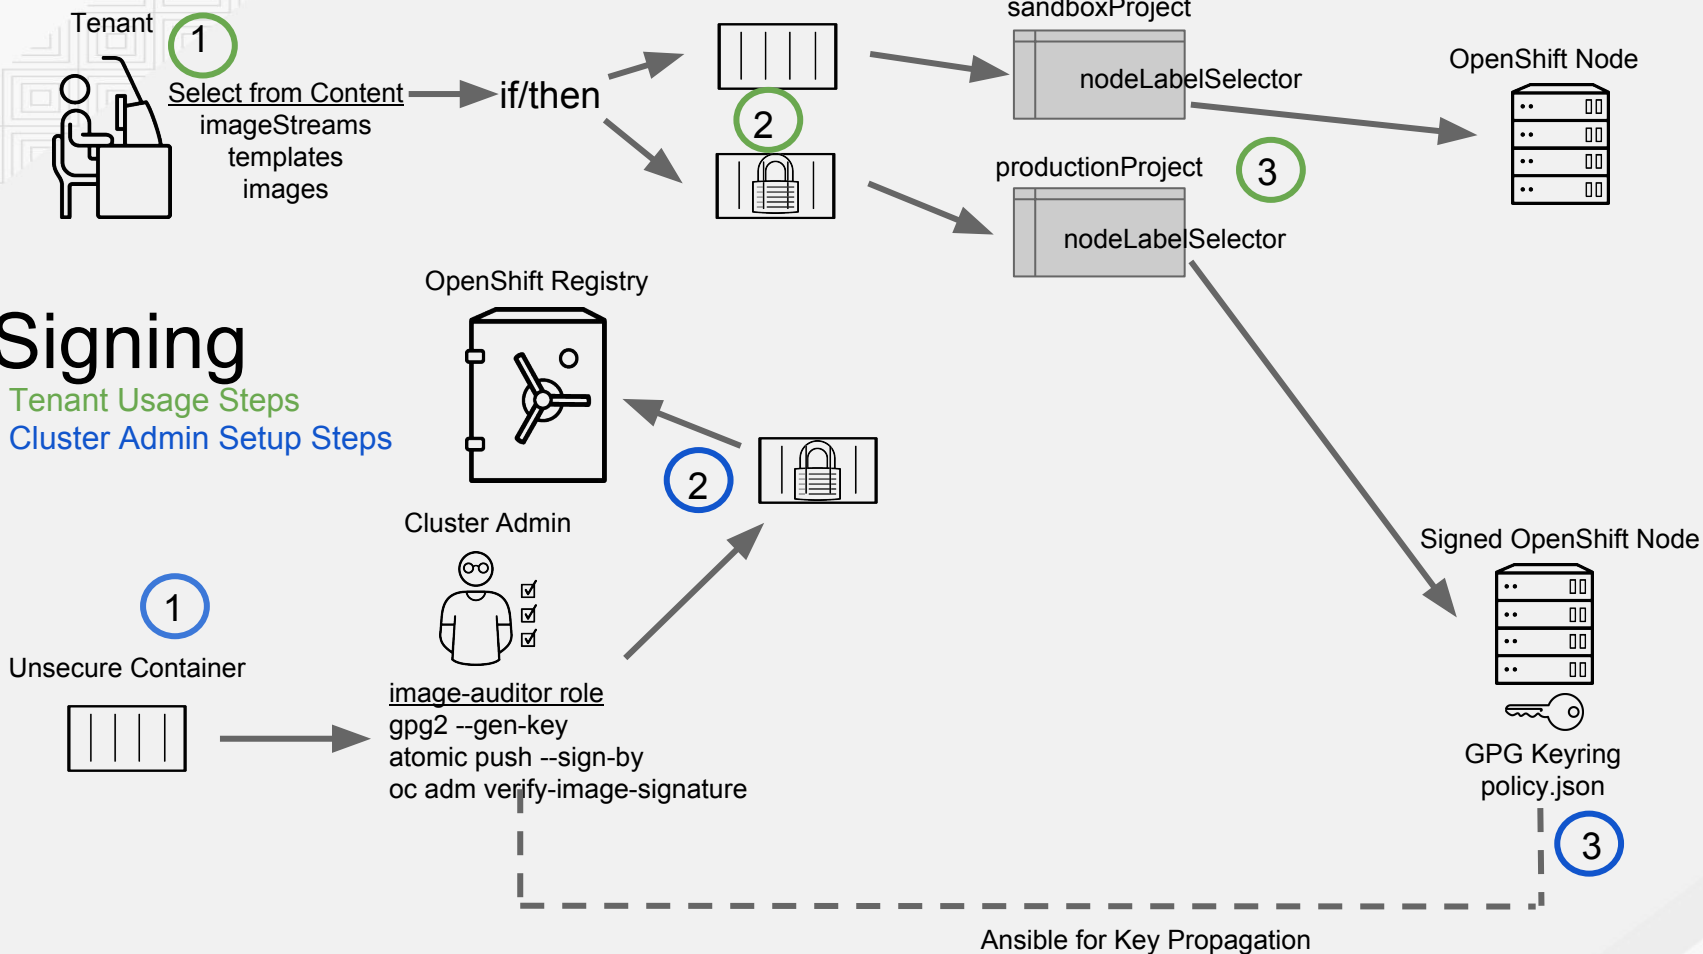 Tenant
1
Select from Content
imageStreams
templates
images
if/then
2
sandboxProject
nodeLabelSelector
productionProject
nodeLabelSelector
3
OpenShift Node
Signing
Tenant Usage Steps
Cluster Admin Setup Steps
OpenShift Registry
2
Cluster Admin
1
Unsecure Container
image-auditor role
gpg2 --gen-key
atomic push --sign-by
oc adm verify-image-signature
Signed OpenShift Node
GPG Keyring
policy.json
3
Ansible for Key Propagation